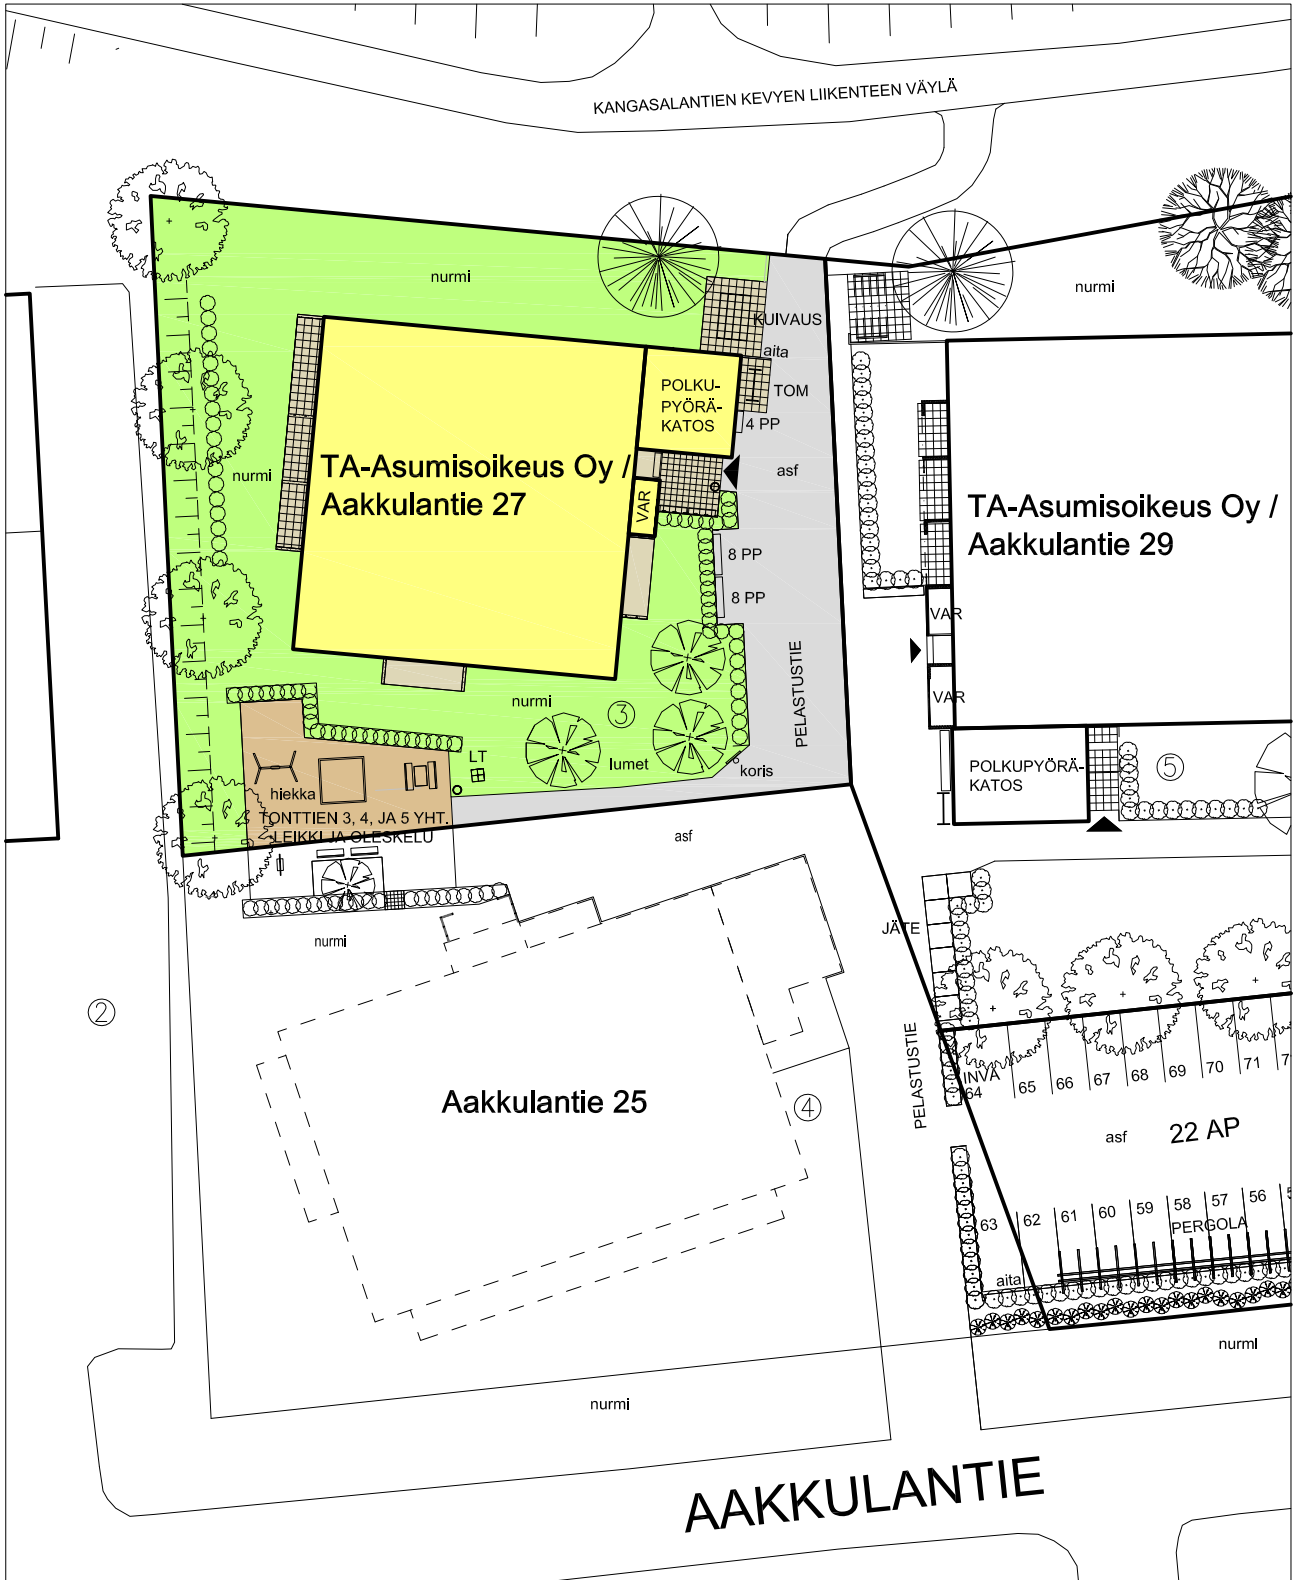 KANGASALANTIEN KEVYEN LIIKENTEEN VÄYLÄ
nurmi
nurmi
KUIVAUS
aita
TOM
POLKU-
PYÖRÄ-
KATOS
4 PP
asf
nurmi
TA-Asumisoikeus Oy /
Aakkulantie 27
VAR
8 PP
8 PP
PELASTUSTIE
TA-Asumisoikeus Oy /
Aakkulantie 29
VAR
VAR
POLKUPYÖRÄ-
KATOS
5
nurmi
3
lumet
LT
koris
hiekka
TONTTIEN 3, 4, JA 5 YHT.
LEIKKI JA OLESKELU
asf
nurmi
JÄTE
2
PELASTUSTIE
INVA
64
65
66
67
68
69
70
71
Aakkulantie 25
4
asf
22 AP
63
62
61
60
59
58
57
56
PERGOLA
aita
nurmi
nurmi
AAKKULANTIE